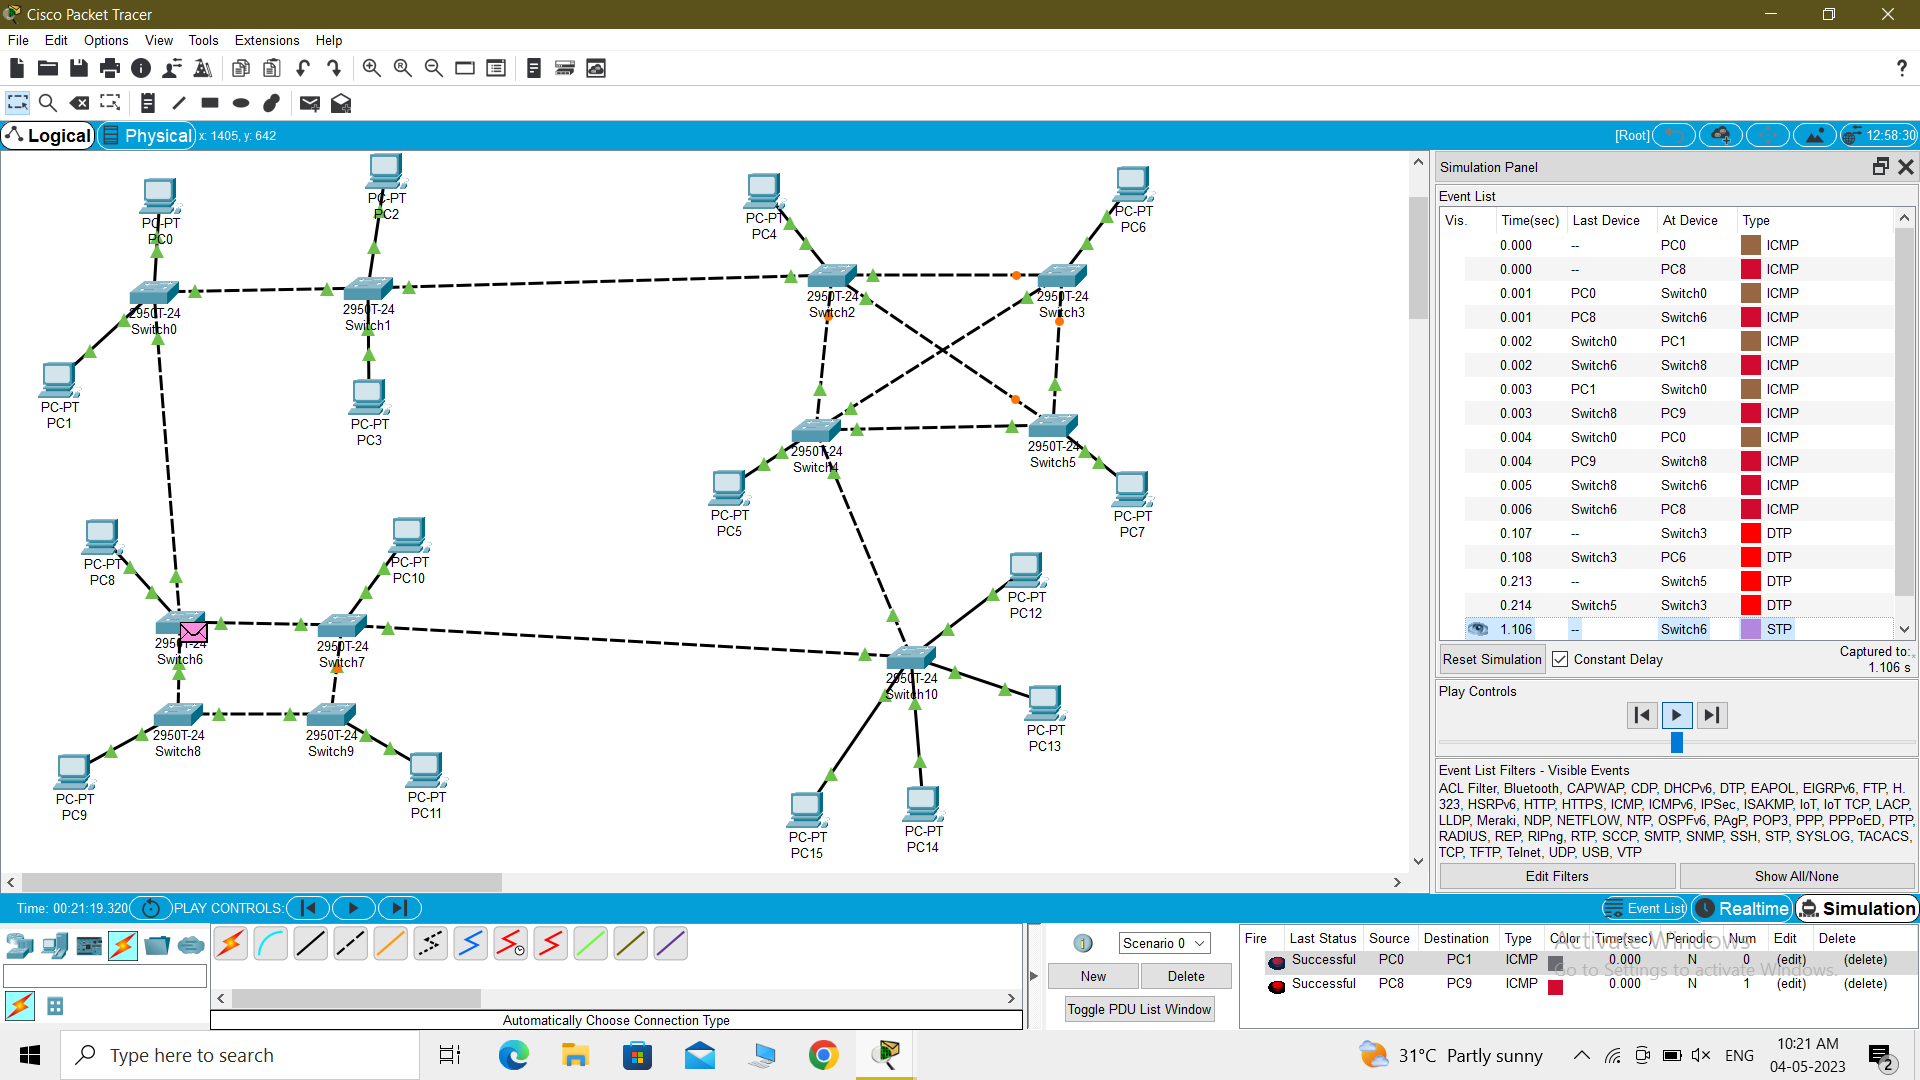 Cisco Packet Tracer
File Edit Options View Tools Extensions Help
?
Logical Physical x: 1405, y: 642 [Root] 12:58:30
PC-PT
PC0
PC-PT
PC1
PC-PT
PC2
PC-PT
PC3
2950T-24
Switch0
2950T-24
Switch1
PC-PT
PC4
PC-PT
PC6
2950T-24
Switch2
2950T-24
Switch3
2950T-24
Switch4
2950T-24
Switch5
PC-PT
PC5
PC-PT
PC7
PC-PT
PC8
PC-PT
PC10
2950T-24
Switch6
2950T-24
Switch7
2950T-24
Switch8
2950T-24
Switch9
PC-PT
PC9
PC-PT
PC11
PC-PT
PC12
2950T-24
Switch10
PC-PT
PC13
PC-PT
PC15
PC-PT
PC14
Simulation Panel
Event List
Vis. Time(sec) Last Device At Device Type
0.000 -- PC0 ICMP
0.000 -- PC8 ICMP
0.001 PC0 Switch0 ICMP
0.001 PC8 Switch6 ICMP
0.002 Switch0 PC1 ICMP
0.002 Switch6 Switch8 ICMP
0.003 PC1 Switch0 ICMP
0.003 Switch8 PC9 ICMP
0.004 Switch0 PC0 ICMP
0.004 PC9 Switch8 ICMP
0.005 Switch8 Switch6 ICMP
0.006 Switch6 PC8 ICMP
0.107 -- Switch3 DTP
0.108 Switch3 PC6 DTP
0.213 -- Switch5 DTP
0.214 Switch5 Switch3 DTP
1.106 -- Switch6 STP
Reset Simulation Constant Delay Captured to:
1.106 s
Play Controls
Event List Filters - Visible Events
ACL Filter, Bluetooth, CAPWAP, CDP, DHCPv6, DTP, EAPOL, EIGRPv6, FTP, H.
323, HSRPv6, HTTP, HTTPS, ICMP, ICMPv6, IPSec, ISAKMP, IoT, IoT TCP, LACP,
LLDP, Meraki, NDP, NETFLOW, NTP, OSPFv6, PAgP, POP3, PPP, PPPoED, PTP,
RADIUS, REP, RIPng, RTP, SCCP, SMTP, SNMP, SSH, STP, SYSLOG, TACACS,
TCP, TFTP, Telnet, UDP, USB, VTP
Edit Filters Show All/None
Time: 00:21:19.320 PLAY CONTROLS: Event List Realtime Simulation
Automatically Choose Connection Type
Scenario 0
New Delete
Toggle PDU List Window
Fire Last Status Source Destination Type Color Time(sec) Periodic Num Edit Delete
Successful PC0 PC1 ICMP 0.000 N 0 (edit) (delete)
Successful PC8 PC9 ICMP 0.000 N 1 (edit) (delete)
Activate Windows
Go to Settings to activate Windows.
Type here to search 31°C Partly sunny ENG 10:21 AM
04-05-2023 2